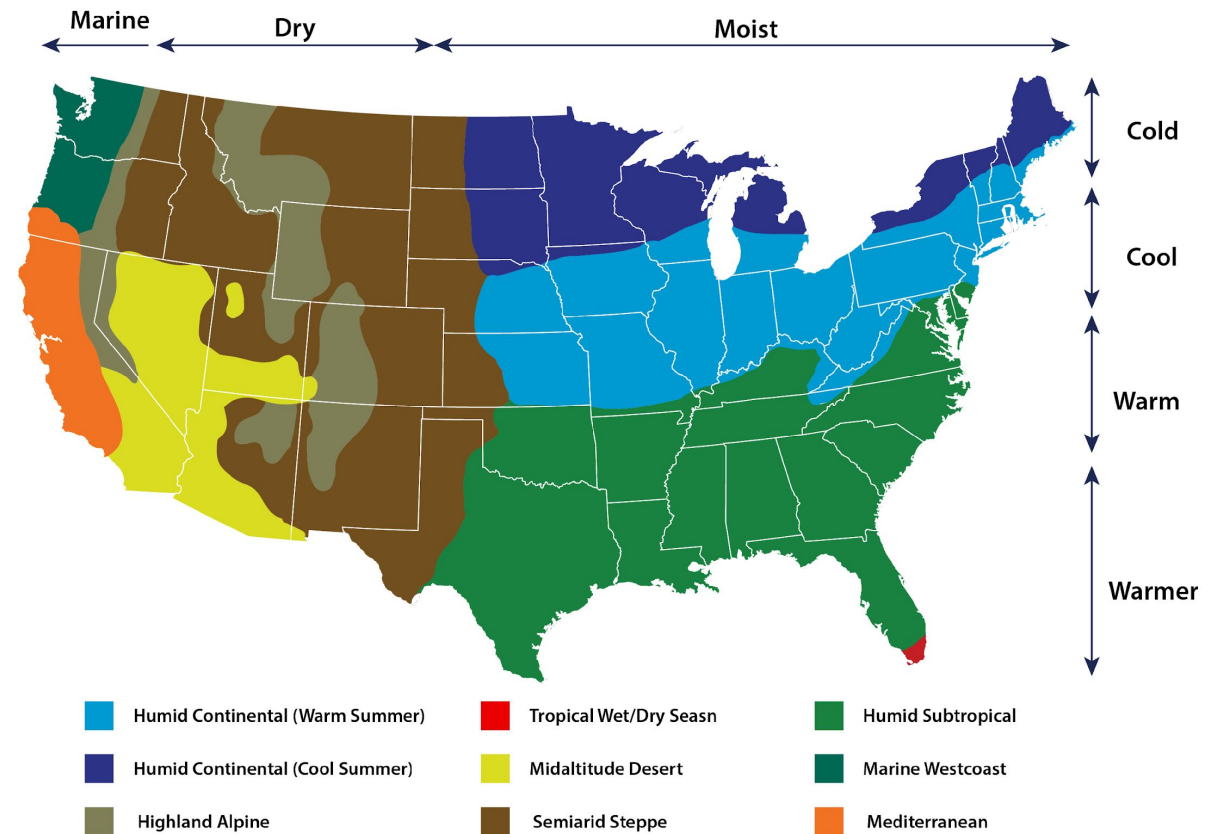 Marine
Dry
Moist
Cold
Cool
Warm
Warmer
Humid Continental (Warm Summer)
Tropical Wet/Dry Seasn
Humid Subtropical
Humid Continental (Cool Summer)
Midaltitude Desert
Marine Westcoast
Highland Alpine
Semiarid Steppe
Mediterranean